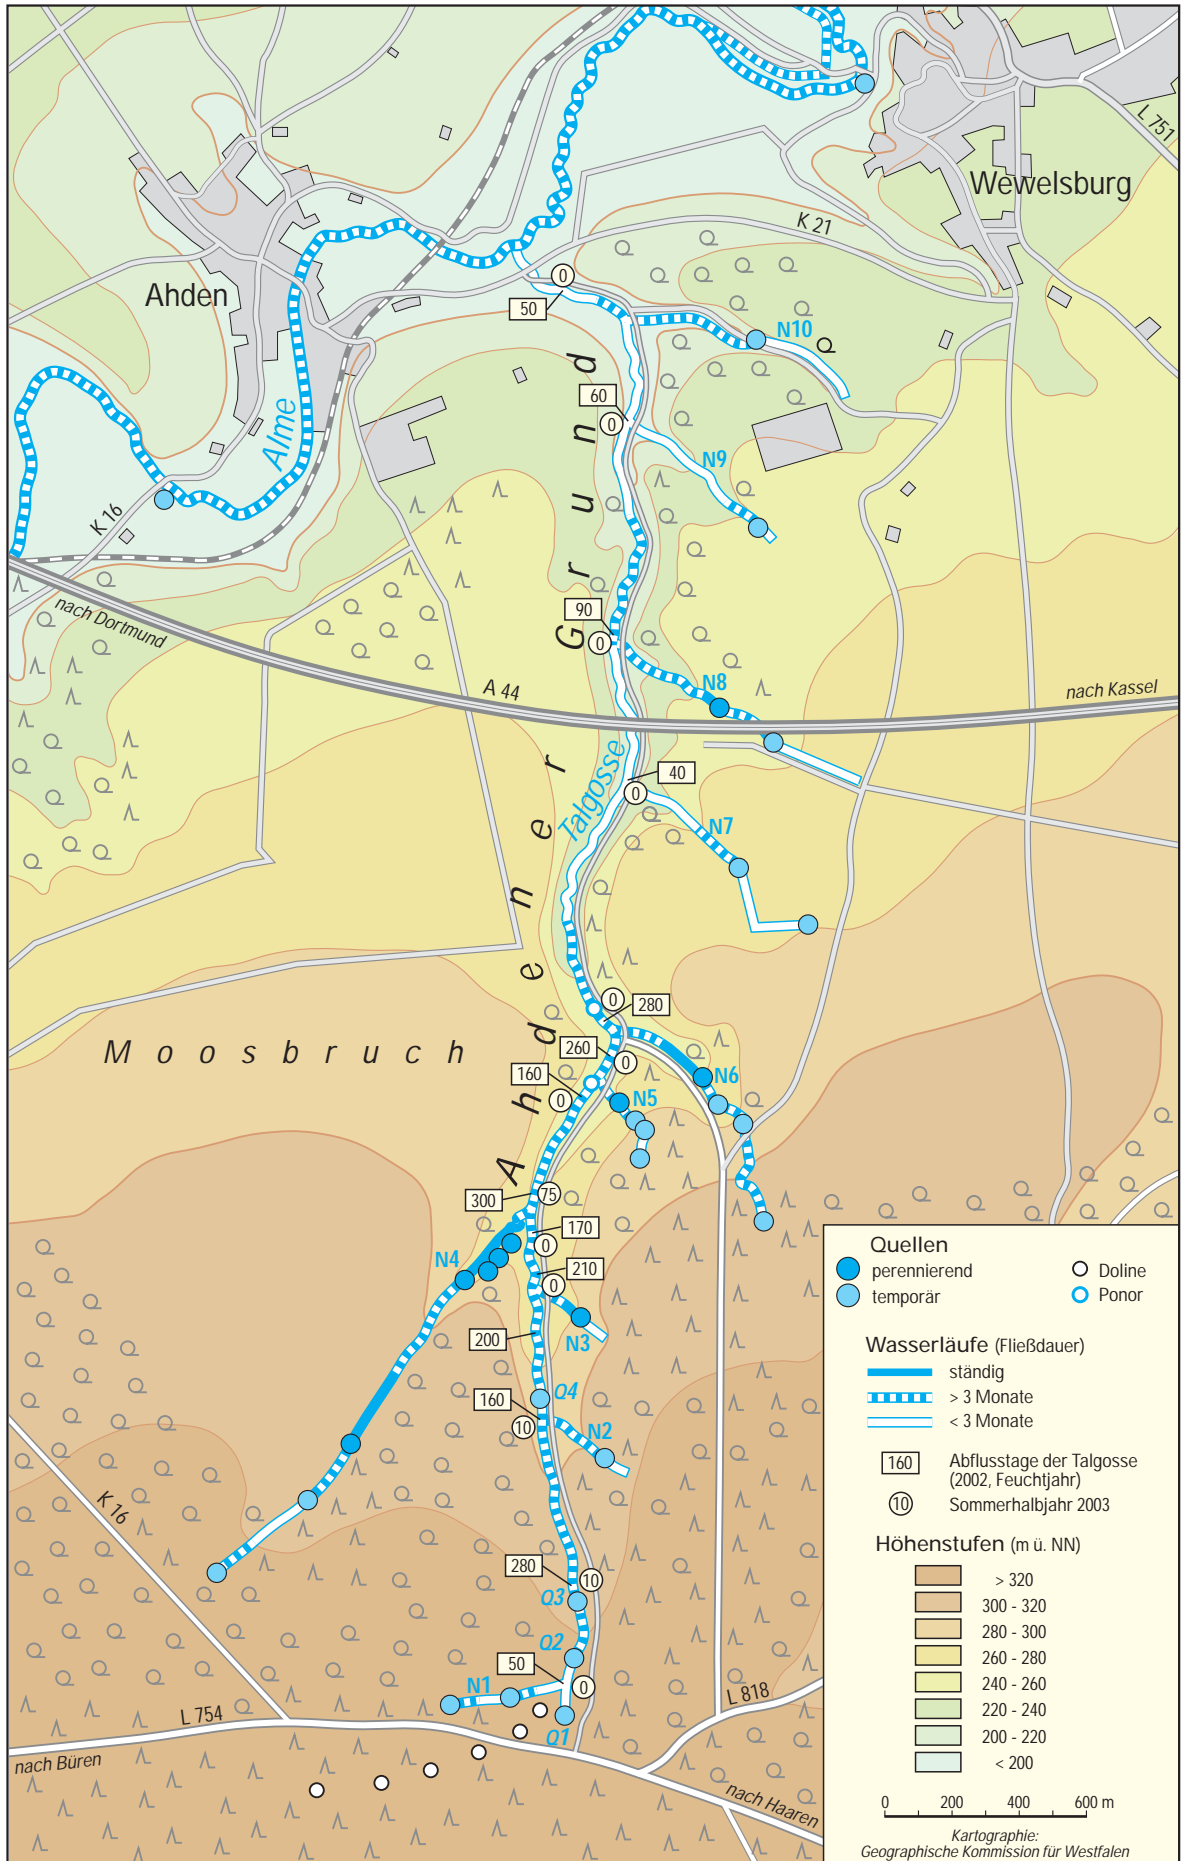 L 751
Wewelsburg
K 21
Ahden
50
0
N10
Alme
60
0
N9
K 16
nach Dortmund
90
0
N8
A 44
nach Kassel
Talgosse
40
0
N7
Ahdener Grund
0
280
Moosbruch
260
0
160
0
N5
N6
300
75
170
0
N4
210
0
N3
200
Q4
160
10
N2
K 16
280
10
Q3
Q2
50
0
N1
Q1
L 754
L 818
nach Büren
nach Haaren
Quellen
perennierend
temporär
Doline
Ponor
Wasserläufe (Fließdauer)
ständig
> 3 Monate
< 3 Monate
160
Abflusstage der Talgosse
(2002, Feuchtjahr)
10
Sommerhalbjahr 2003
Höhenstufen (m ü. NN)
> 320
300 - 320
280 - 300
260 - 280
240 - 260
220 - 240
200 - 220
< 200
0 200 400 600 m
Kartographie:
Geographische Kommission für Westfalen